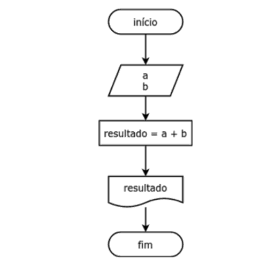 início
a
b
resultado = a + b
resultado
fim